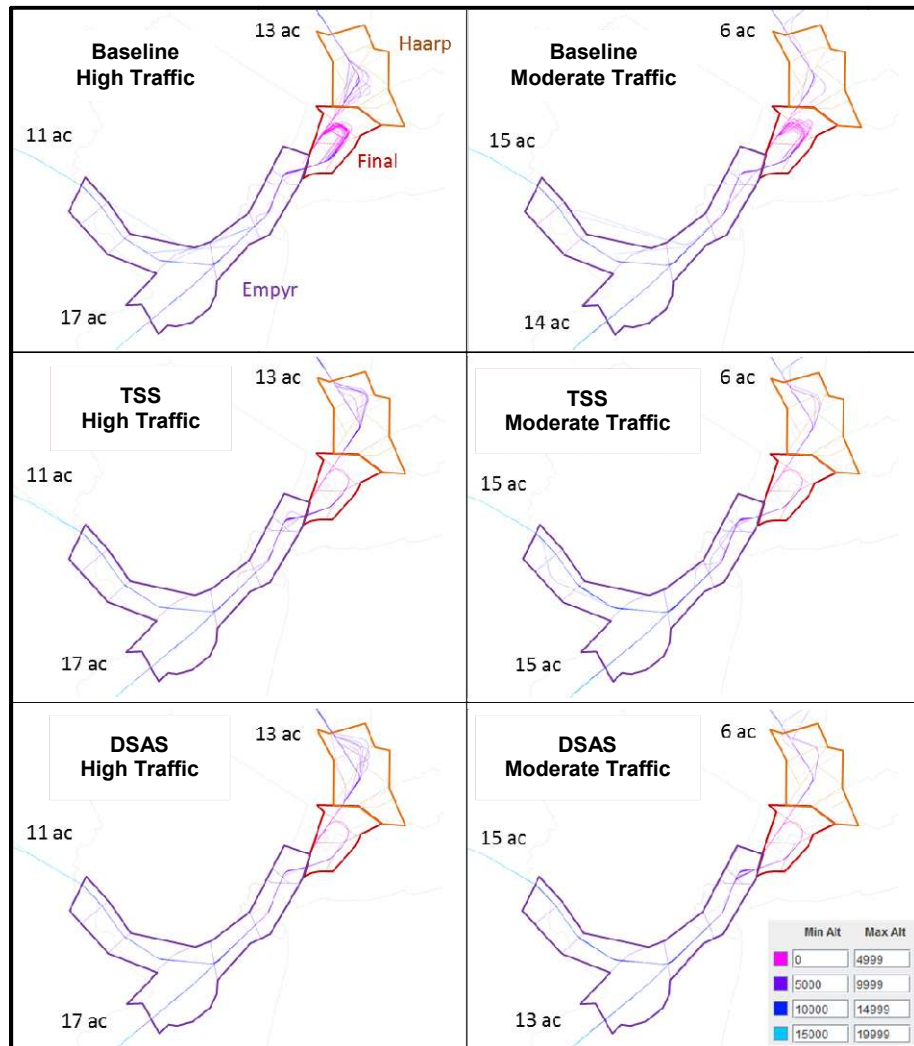 Baseline
High Traffic
13 ac
Haarp
11 ac
Final
Empyr
17 ac
Baseline
Moderate Traffic
6 ac
15 ac
14 ac
TSS
High Traffic
13 ac
11 ac
17 ac
TSS
Moderate Traffic
6 ac
15 ac
15 ac
DSAS
High Traffic
13 ac
11 ac
17 ac
DSAS
Moderate Traffic
6 ac
15 ac
13 ac
Min Alt Max Alt
0 4999
5000 9999
10000 14999
15000 19999